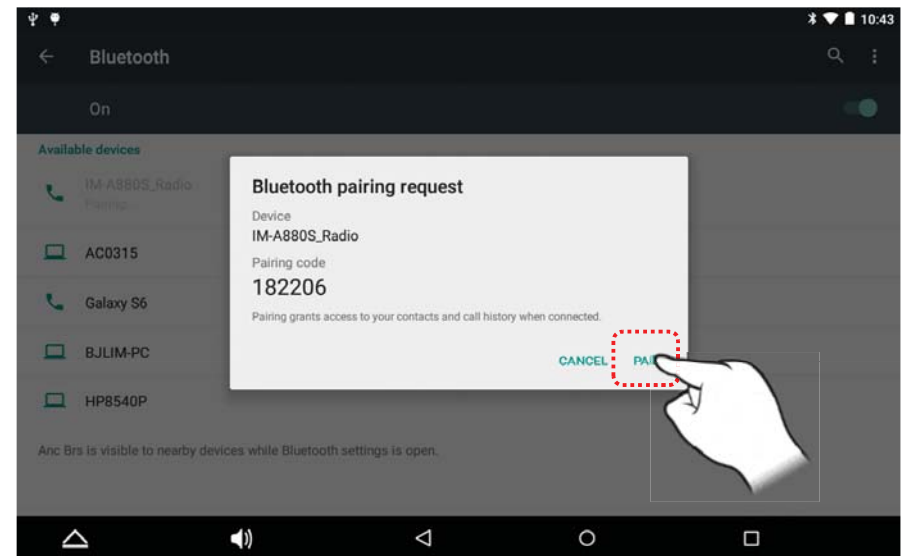 10:43
Bluetooth
On
Available devices
IM-A880S_Radio
Pairing...
AC0315
Galaxy S6
BJLIM-PC
HP8540P
Anc Brs is visible to nearby devices while Bluetooth settings is open.
Bluetooth pairing request
Device
IM-A880S_Radio
Pairing code
182206
Pairing grants access to your contacts and call history when connected.
CANCEL PAI